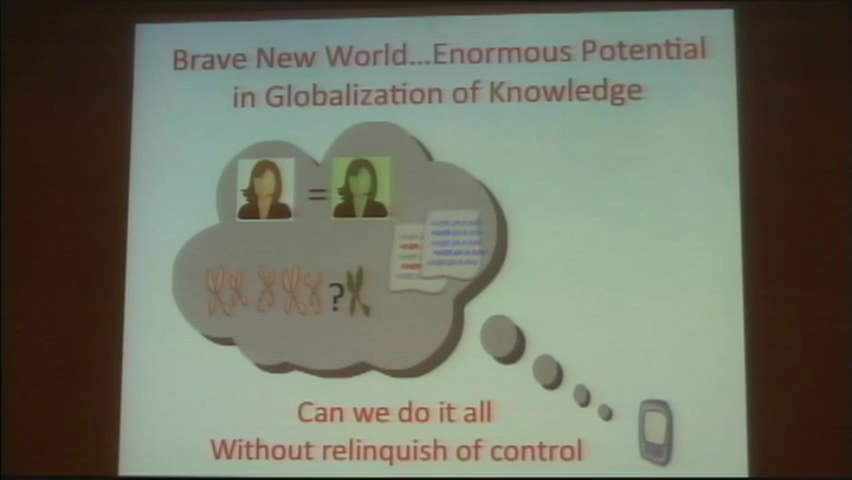 Brave New World...Enormous Potential
in Globalization of Knowledge
=
?
Can we do it all
Without relinquish of control